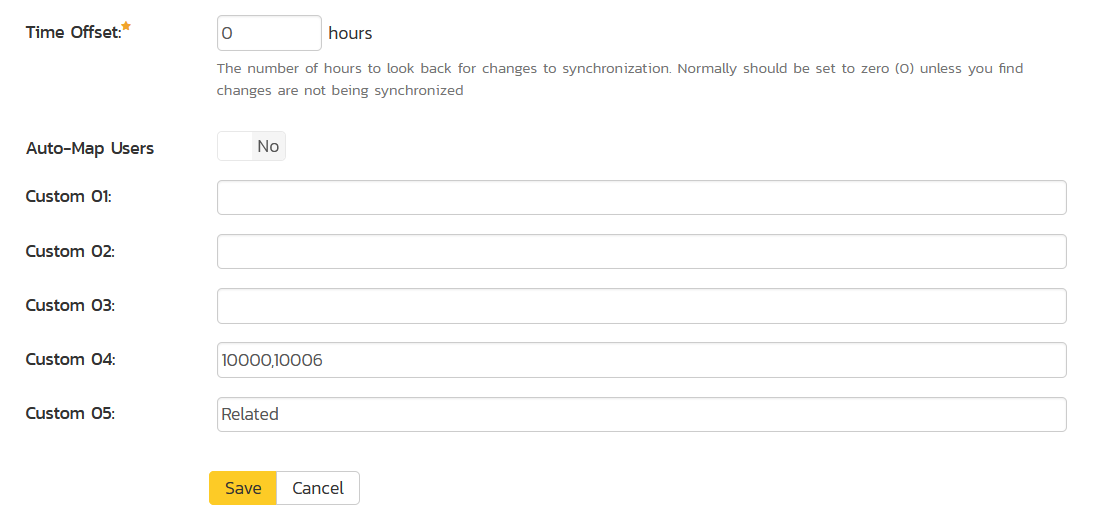 Time Offset:
0 hours
The number of hours to look back for changes to synchronization. Normally should be set to zero (0) unless you find
changes are not being synchronized
Auto-Map Users No
Custom 01:
Custom 02:
Custom 03:
Custom 04: 10000,10006
Custom 05: Related
Save Cancel